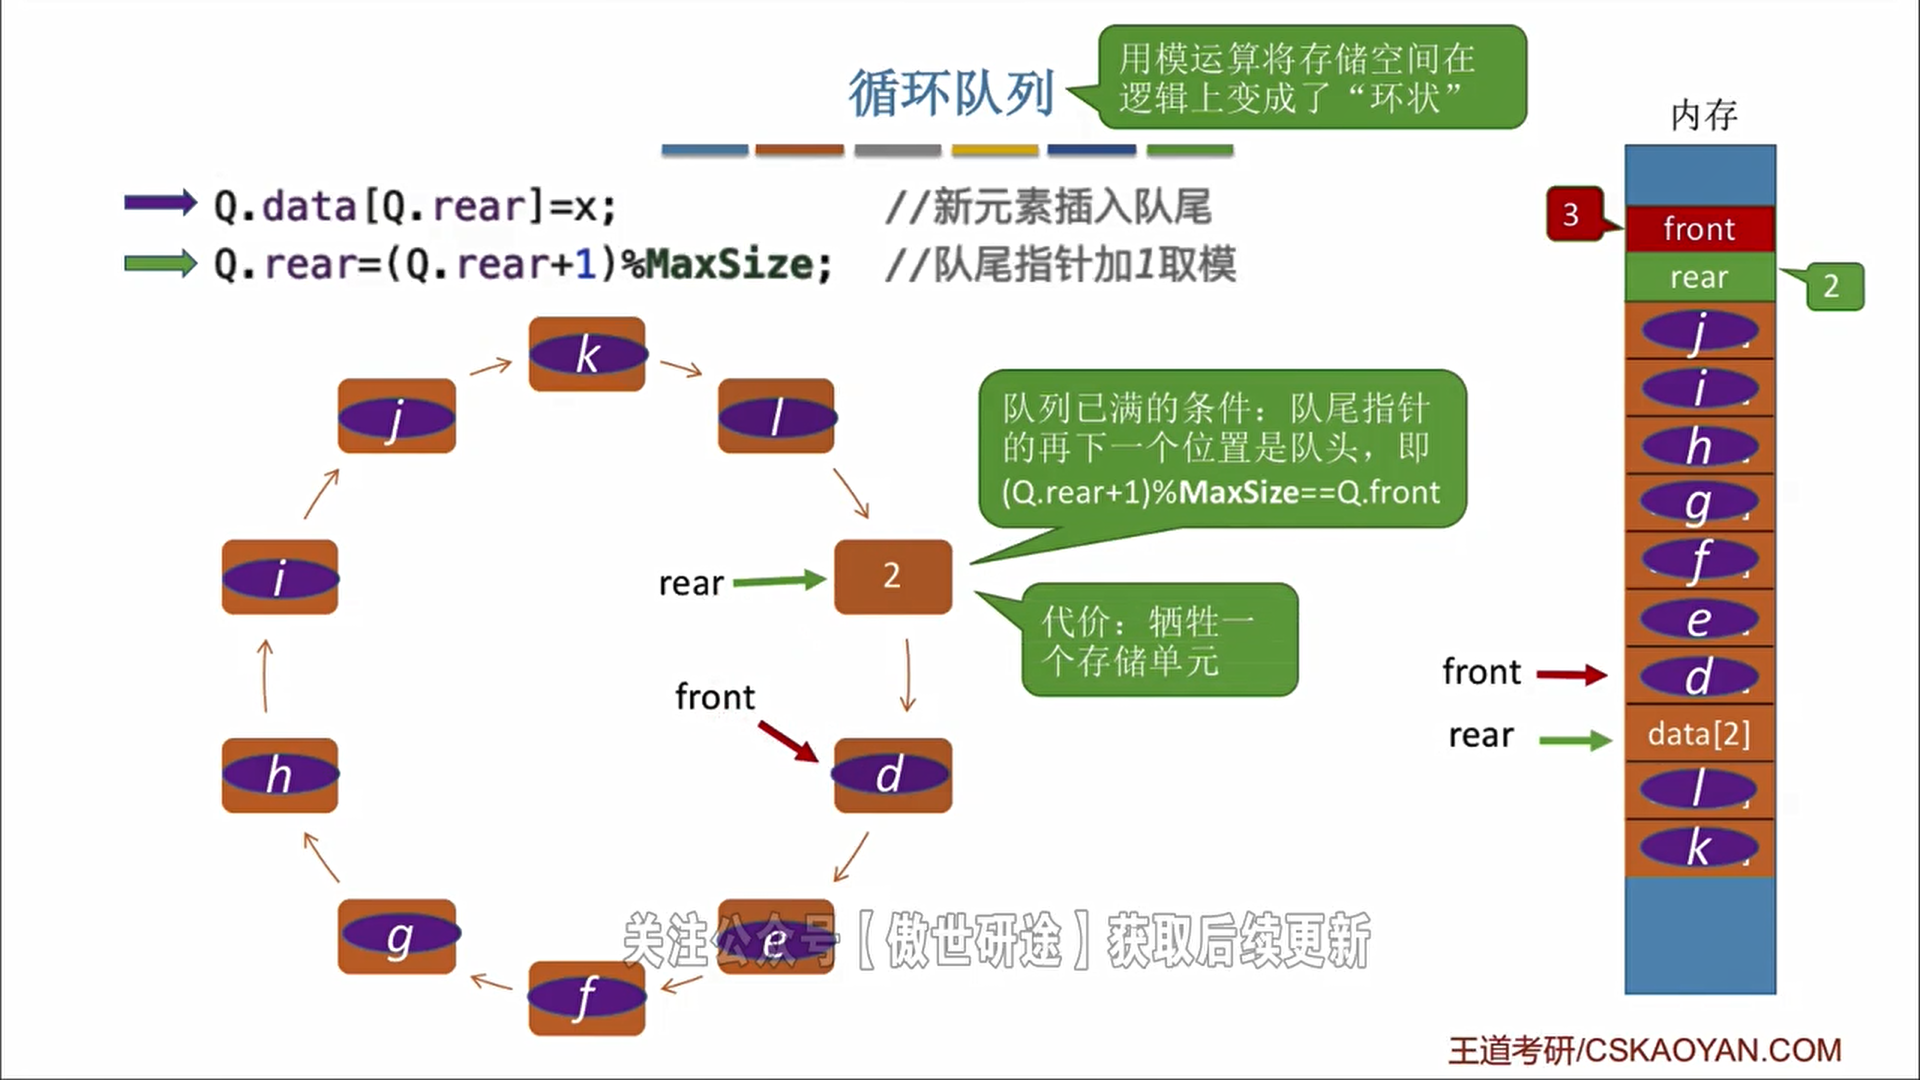 循环队列
用模运算将存储空间在
逻辑上变成了“环状”
内存
Q.data[Q.rear]=x; //新元素插入队尾
Q.rear=(Q.rear+1)%MaxSize; //队尾指针加1取模
3
front
rear
2
k
j
l
i
h
g
f
e
d
2
rear
front
队列已满的条件：队尾指针
的再下一个位置是队头，即
(Q.rear+1)%MaxSize==Q.front
代价：牺牲一
个存储单元
j
i
h
g
f
e
front
d
rear
data[2]
l
k
关注公众号【傲世研途】获取后续更新
王道考研/CSKAOYAN.COM